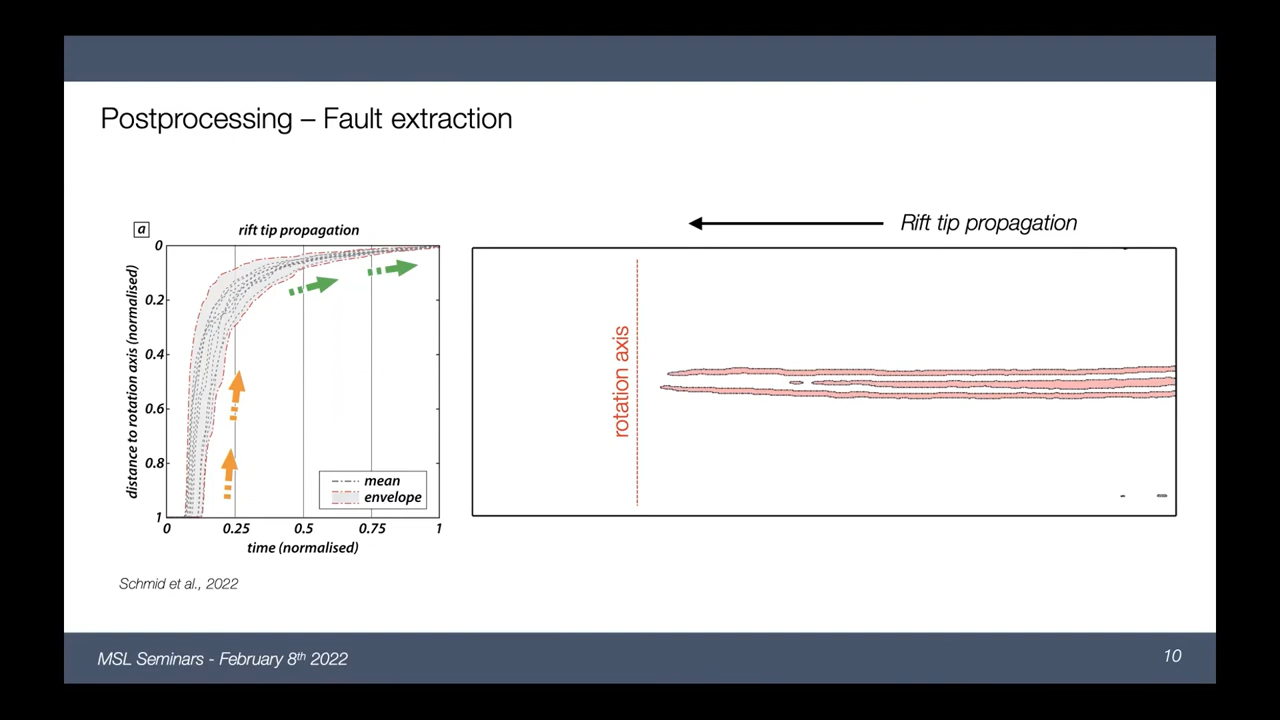 Postprocessing – Fault extraction
a
rift tip propagation
distance to rotation axis (normalised)
0
0.2
0.4
0.6
0.8
1
0
0.25
0.5
0.75
1
time (normalised)
mean
envelope
Rift tip propagation
rotation axis
Schmid et al., 2022
MSL Seminars - February 8th 2022
10